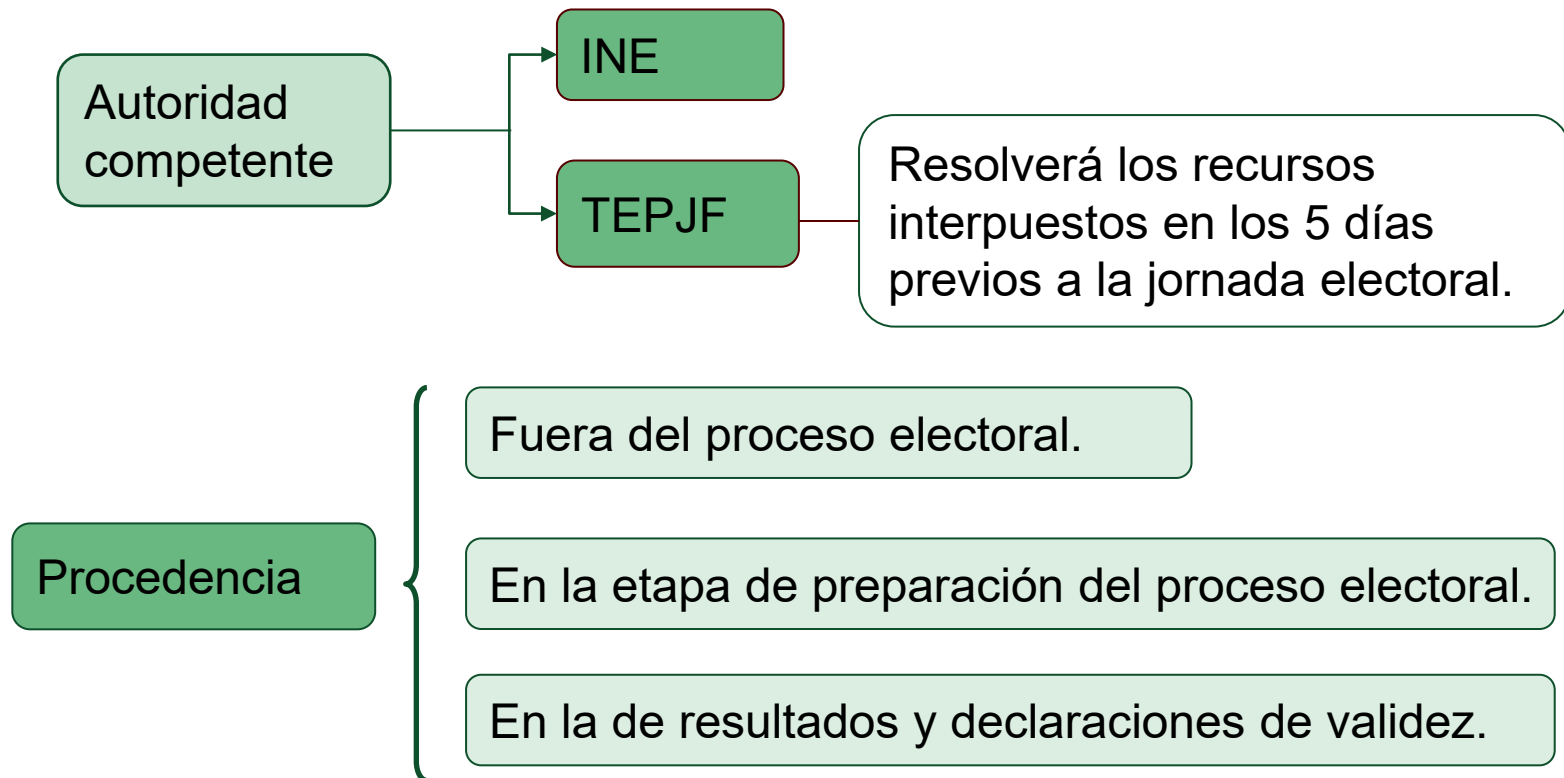 Autoridad
competente
INE
TEPJF
Resolverá los recursos
interpuestos en los 5 días
previos a la jornada electoral.
Procedencia
Fuera del proceso electoral.
En la etapa de preparación del proceso electoral.
En la de resultados y declaraciones de validez.